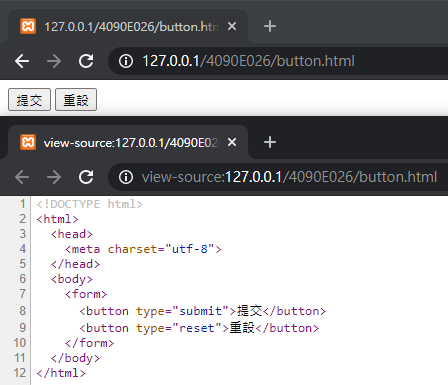 127.0.0.1/4090E026/button.htm
127.0.0.1/4090E026/button.html
提交 重設
view-source:127.0.0.1/4090E02
view-source:127.0.0.1/4090E026/button.html
1 <!DOCTYPE html>
2 <html>
3 <head>
4 <meta charset="utf-8">
5 </head>
6 <body>
7 <form>
8 <button type="submit">提交</button>
9 <button type="reset">重設</button>
10 </form>
11 </body>
12 </html>